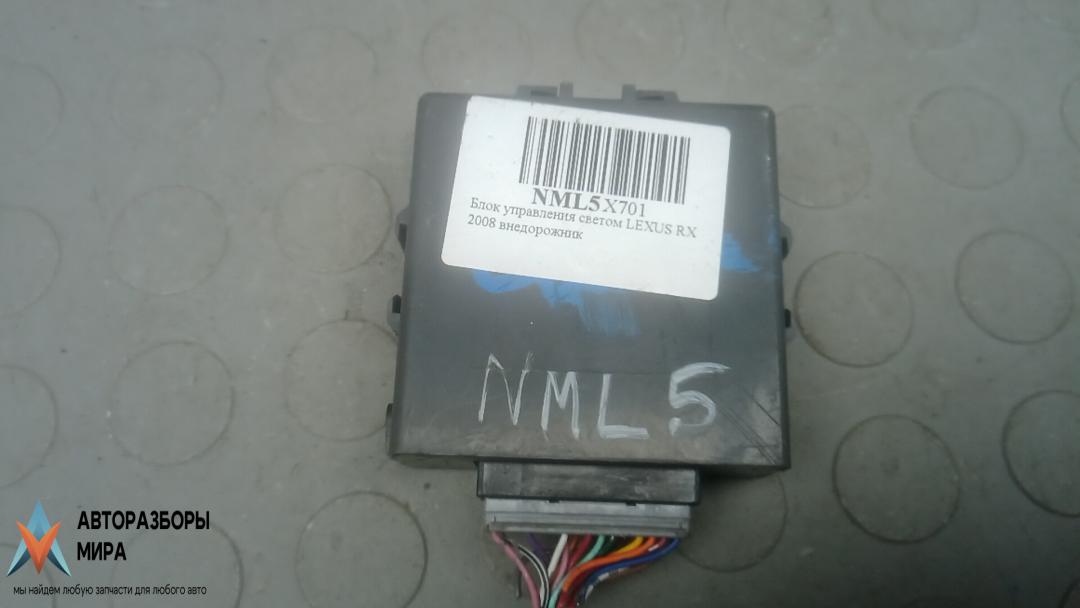 NML5X701
Блок управления светом LEXUS RX
2008 внедорожник
NML5
АВТОРАЗБОРЫ
МИРА
мы найдем любую запчасти для любого авто